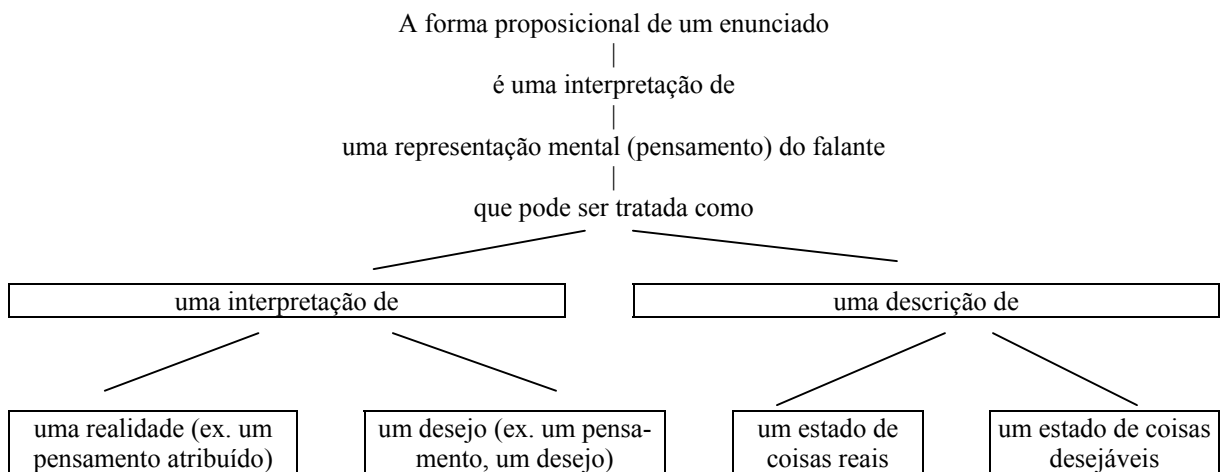 A forma proposicional de um enunciado
é uma interpretação de
uma representação mental (pensamento) do falante
que pode ser tratada como
uma interpretação de
uma descrição de
uma realidade (ex. um
pensamento atribuído)
um desejo (ex. um pensa-
mento, um desejo)
um estado de
coisas reais
um estado de coisas
desejáveis